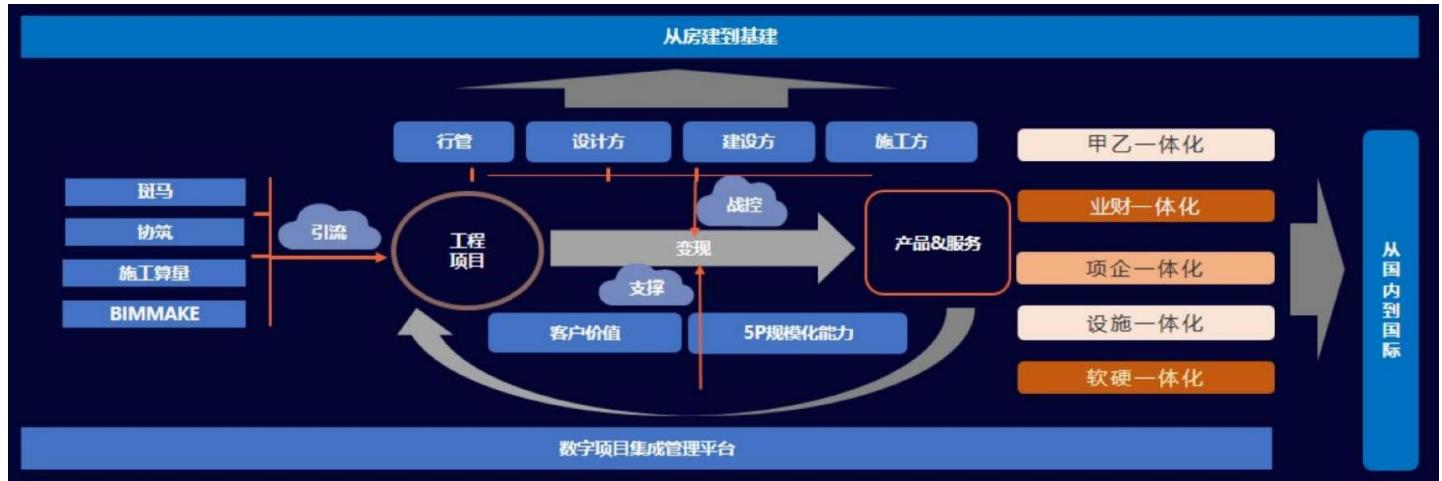 从房建到基建
行管
设计方
建设方
施工方
甲乙一体化
斑马
协筑
施工算量
BIMMAKE
引流
工程
项目
战控
变现
支撑
产品&服务
业财一体化
项企一体化
设施一体化
软硬一体化
客户价值
5P规模化能力
从国内到国际
数字项目集成管理平台